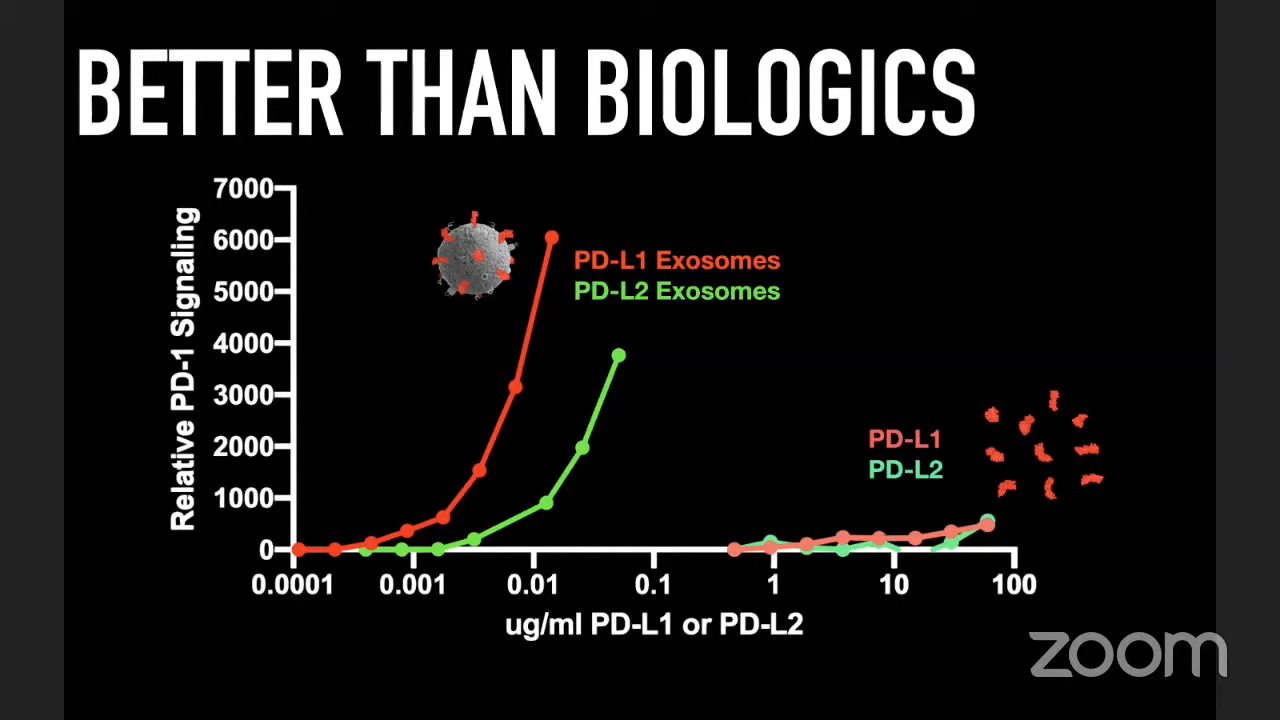 BETTER THAN BIOLOGICS
7000
6000
5000
4000
3000
2000
1000
0
Relative PD-1 Signaling
PD-L1 Exosomes
PD-L2 Exosomes
PD-L1
PD-L2
0.0001 0.001 0.01 0.1 1 10 100
ug/ml PD-L1 or PD-L2
zoom